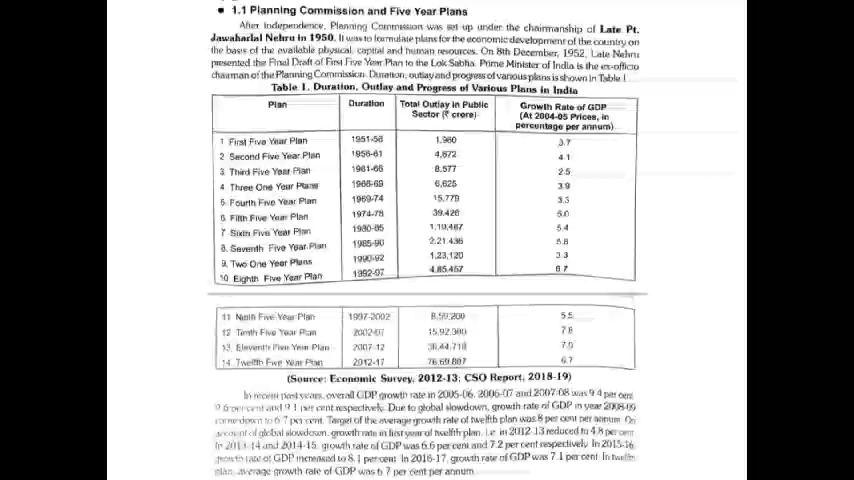 1.1 Planning Commission and Five Year Plans
After Independence, Planning Commission was set up under the chairmanship of Late Pt.
Jawaharlal Nehru in 1950. It was to formulate plans for the economic development of the country on
the basis of the available physical, capital and human resources. On 8th December, 1952, Late Nehru
presented the Final Draft of First Five Year Plan to the Lok Sabha. Prime Minister of India is the ex-officio
chairman of the Planning Commission. Duration, outlay and progress of various plans is shown in Table 1.
Table 1. Duration, Outlay and Progress of Various Plans in India
Plan Duration Total Outlay in Public Sector (₹ crore) Growth Rate of GDP (At 2004-05 Prices, in percentage per annum)
1 First Five Year Plan 1951-56 1,960 3.7
2 Second Five Year Plan 1956-61 4,672 4.1
3 Third Five Year Plan 1961-66 8,577 2.5
4 Three One Year Plans 1966-69 6,625 3.9
5 Fourth Five Year Plan 1969-74 15,779 3.3
6 Fifth Five Year Plan 1974-78 39,426 5.0
7 Sixth Five Year Plan 1980-85 1,10,467 5.4
8. Seventh Five Year Plan 1985-90 2,21,436 5.8
9. Two One Year Plans 1990-92 1,23,120 3.3
10 Eighth Five Year Plan 1992-97 4,85,457 6.7
11 Ninth Five Year Plan 1997-2002 8,59,200 5.5
12 Tenth Five Year Plan 2002-07 15,92,300 7.8
13. Eleventh Five Year Plan 2007-12 36,44,718
14 Twelfth Five Year Plan 2012-17 76,69,807 6.7
(Source: Economic Survey, 2012-13; CSO Report, 2018-19)
In recent past years, overall GDP growth rate in 2005-06, 2006-07 and 2007-08 was 9.4 per cent
9.6 per cent and 9.1 per cent respectively. Due to global slowdown, growth rate of GDP in year 2008-09
came down to 6.7 per cent. Target of the average growth rate of twelfth plan was 8 per cent per annum. On
account of global slowdown, growth rate in first year of twelfth plan, i.e. in 2012-13 reduced to 4.8 per cent
In 2013-14 and 2014-15, growth rate of GDP was 6.6 per cent and 7.2 per cent respectively. In 2015-16,
growth rate of GDP increased to 8.1 per cent. In 2016-17, growth rate of GDP was 7.1 per cent. In twelfth
plan, average growth rate of GDP was 6.7 per cent per annum.